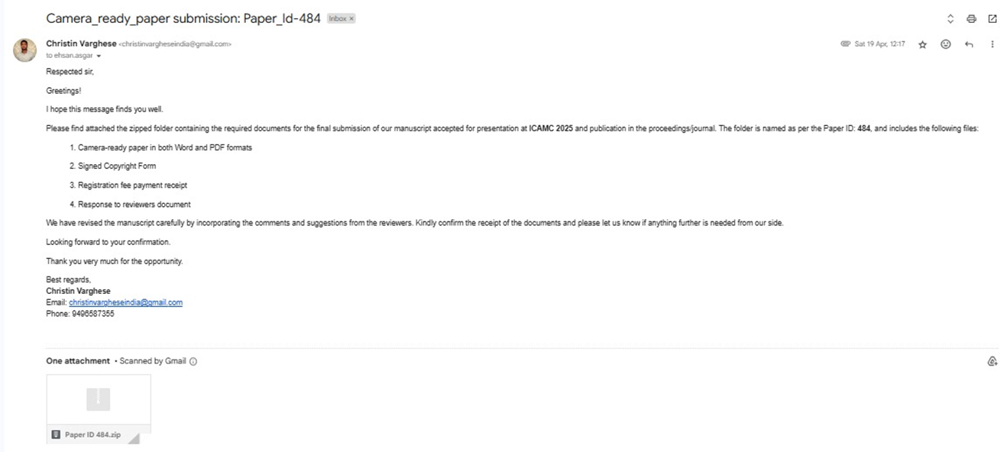 Camera_ready_paper submission: Paper_Id-484 Inbox ×
Christin Varghese <christinvargheseindia@gmail.com> Sat 19 Apr, 12:17
to ehsan.asgar
Respected sir,
Greetings!
I hope this message finds you well.
Please find attached the zipped folder containing the required documents for the final submission of our manuscript accepted for presentation at ICAMC 2025 and publication in the proceedings/journal. The folder is named as per the Paper ID: 484, and includes the following files:
1. Camera-ready paper in both Word and PDF formats
2. Signed Copyright Form
3. Registration fee payment receipt
4. Response to reviewers document
We have revised the manuscript carefully by incorporating the comments and suggestions from the reviewers. Kindly confirm the receipt of the documents and please let us know if anything further is needed from our side.
Looking forward to your confirmation.
Thank you very much for the opportunity.
Best regards,
Christin Varghese
Email: christinvargheseindia@gmail.com
Phone: 9496587355
One attachment • Scanned by Gmail
Paper ID 484.zip